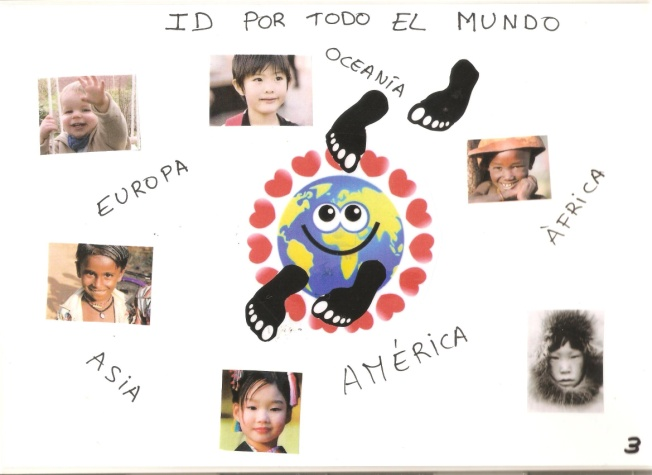 ID POR TODO EL MUNDO
OCEANÍA
EUROPA
ÀFRICA
ASIA
AMÉRICA
3